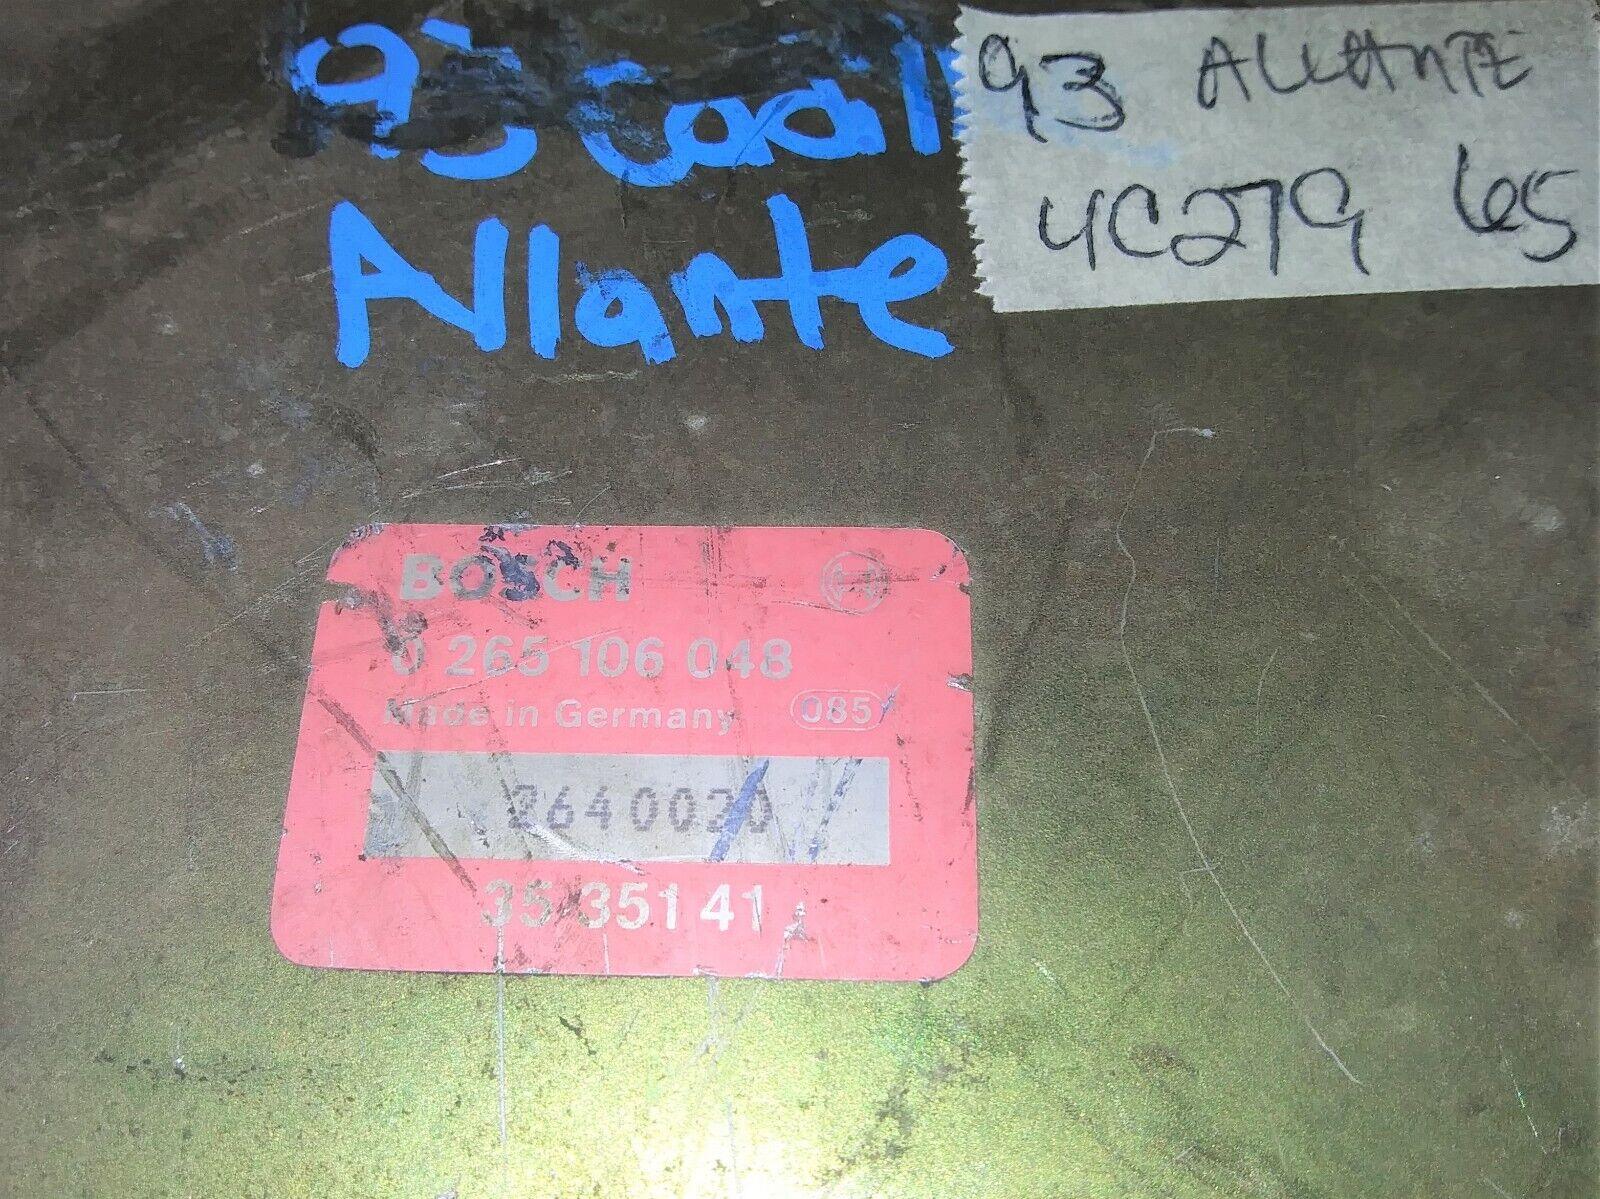 93 Cadil
Allante
93 ALLANTE
4C279 65
BOSCH
0 265 106 048
Made in Germany 085
2640020
35 351 41